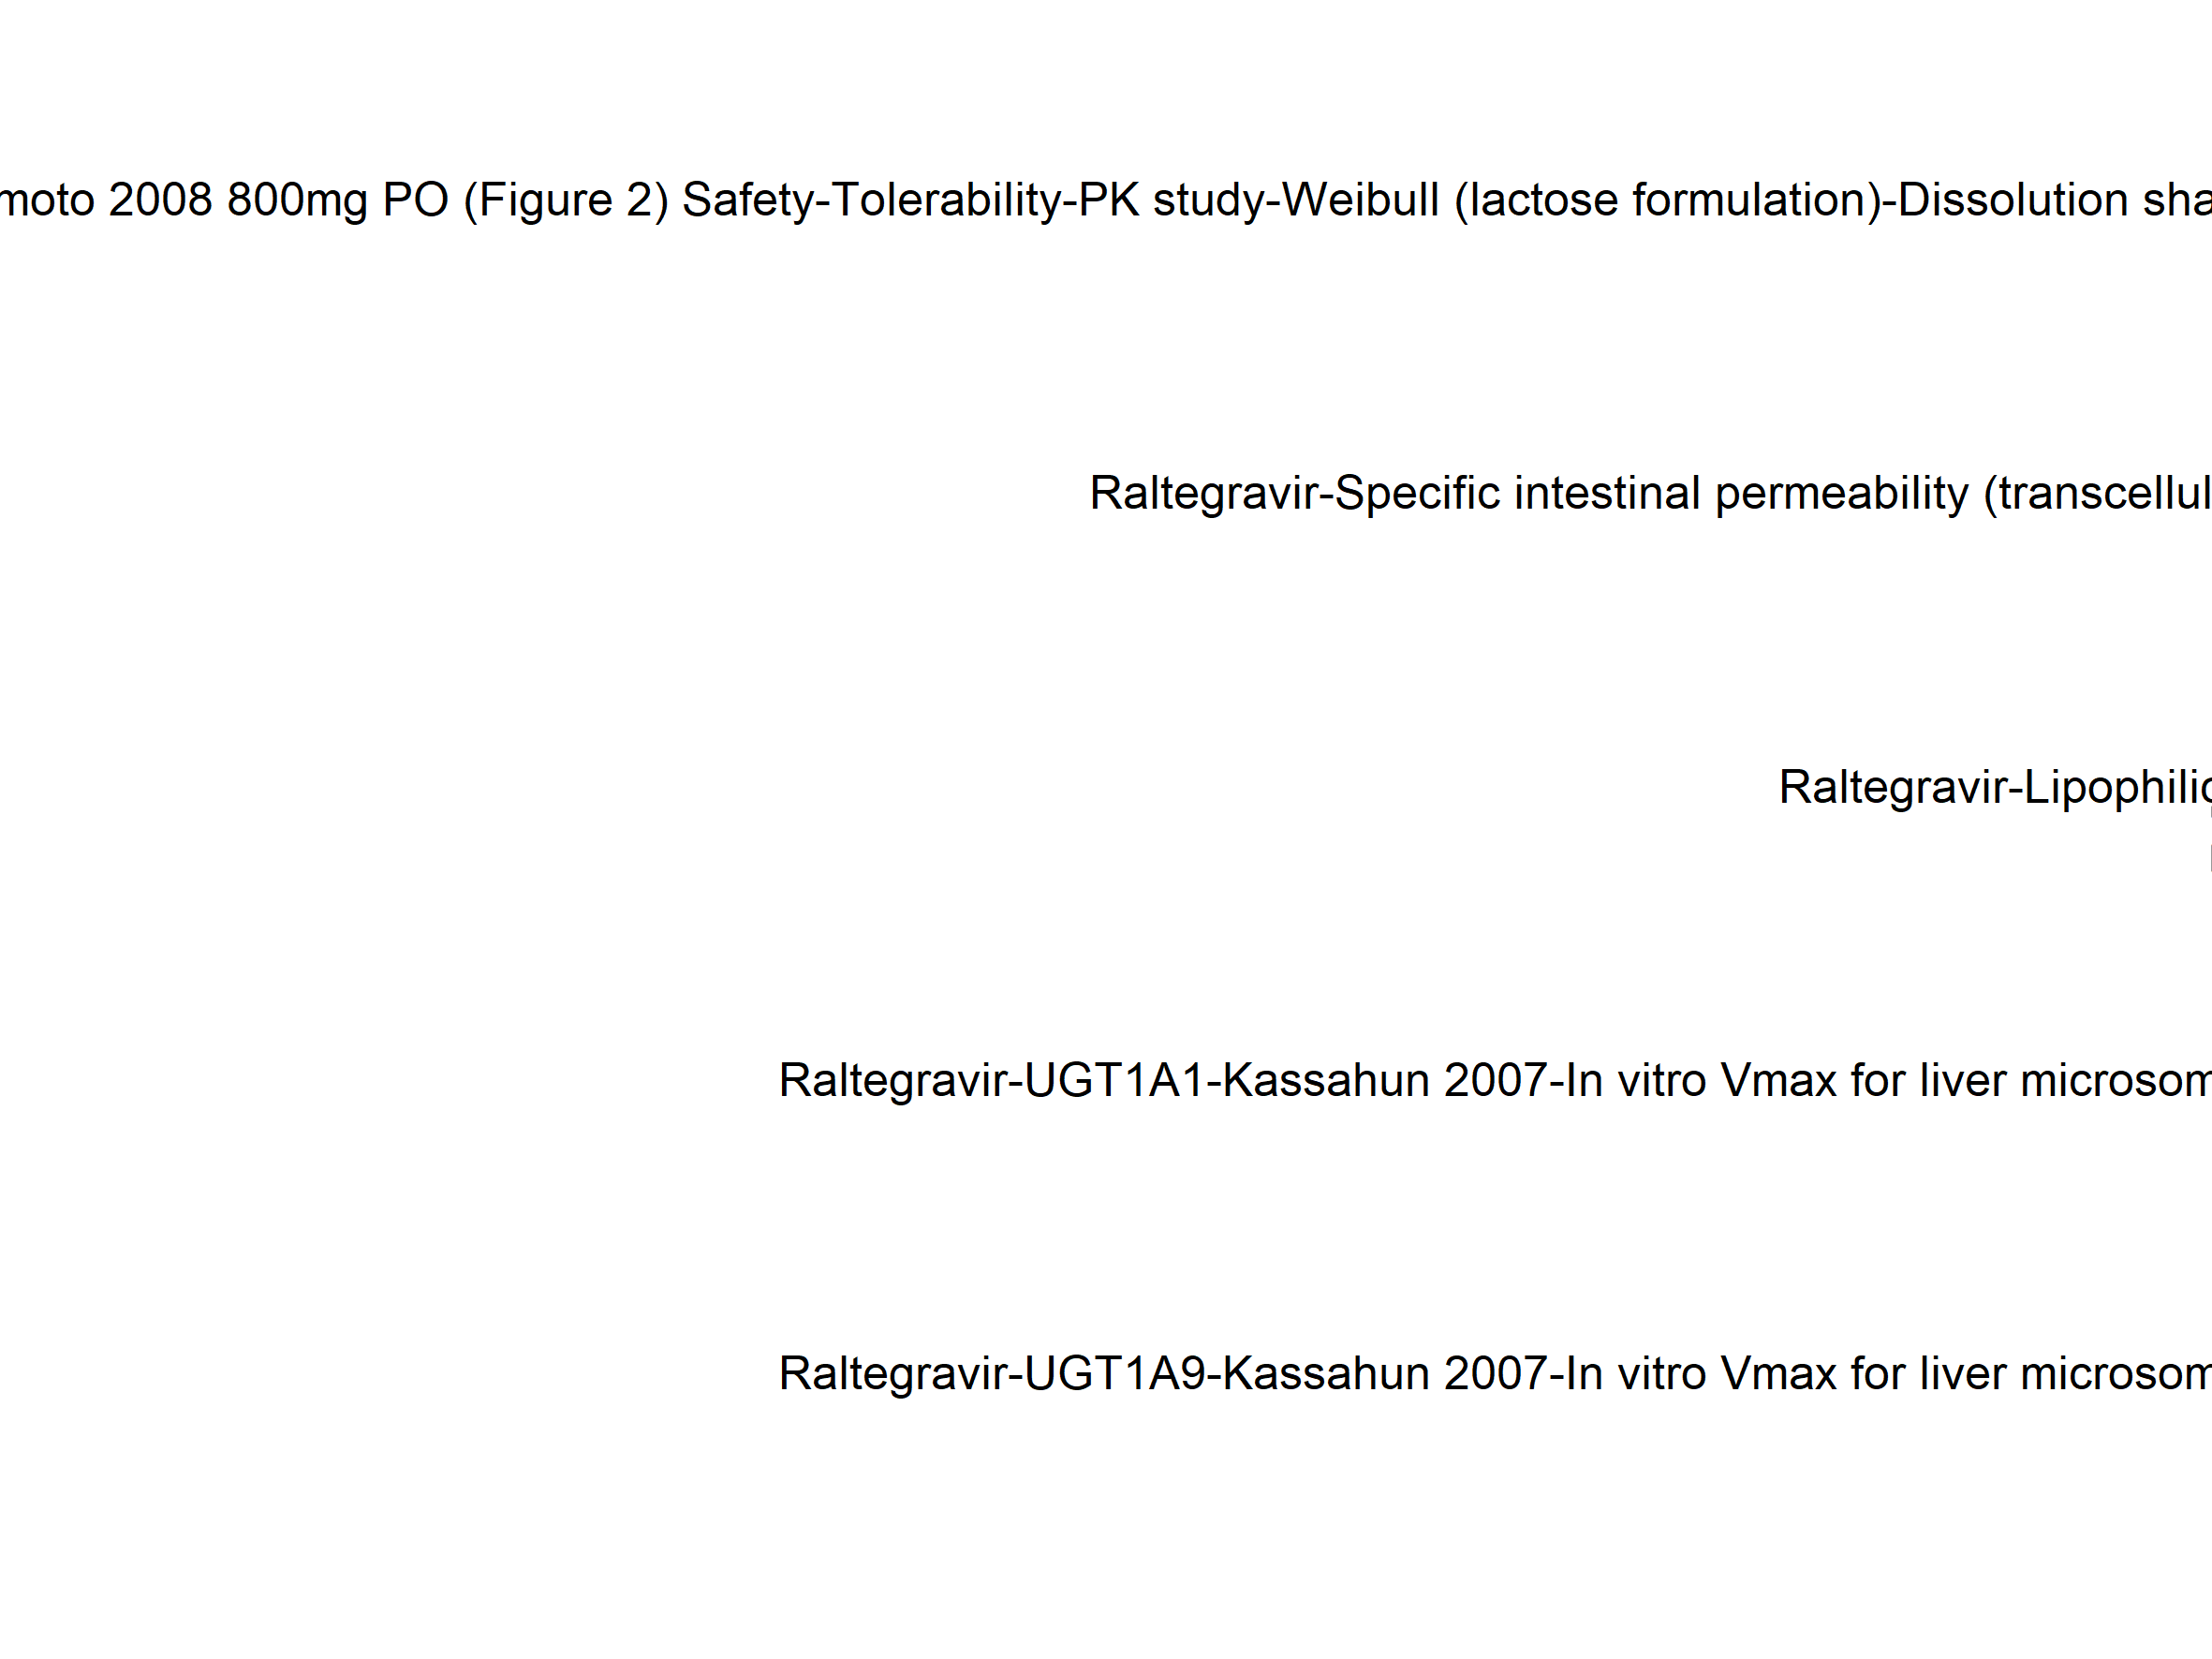 moto 2008 800mg PO (Figure 2) Safety-Tolerability-PK study-Weibull (lactose formulation)-Dissolution sha
Raltegravir-Specific intestinal permeability (transcellul
Raltegravir-Lipophilic
Raltegravir-UGT1A1-Kassahun 2007-In vitro Vmax for liver microsom
Raltegravir-UGT1A9-Kassahun 2007-In vitro Vmax for liver microsom